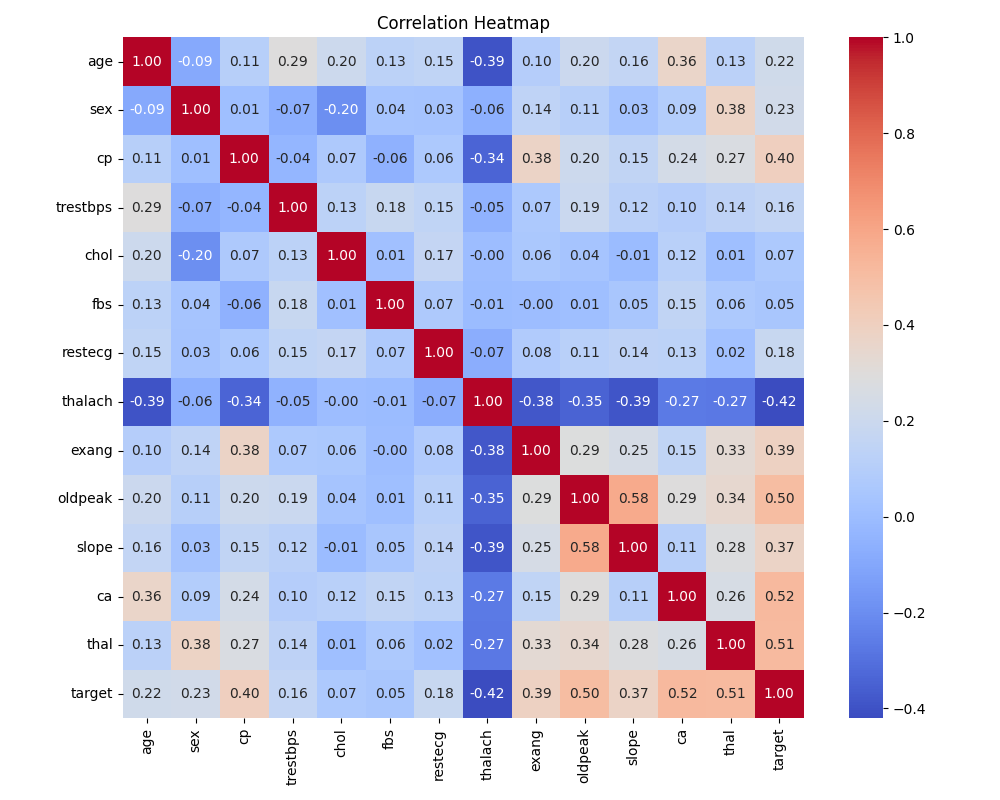 Correlation Heatmap
age 1.00 -0.09 0.11 0.29 0.20 0.13 0.15 -0.39 0.10 0.20 0.16 0.36 0.13 0.22
sex -0.09 1.00 0.01 -0.07 -0.20 0.04 0.03 -0.06 0.14 0.11 0.03 0.09 0.38 0.23
cp 0.11 0.01 1.00 -0.04 0.07 -0.06 0.06 -0.34 0.38 0.20 0.15 0.24 0.27 0.40
trestbps 0.29 -0.07 -0.04 1.00 0.13 0.18 0.15 -0.05 0.07 0.19 0.12 0.10 0.14 0.16
chol 0.20 -0.20 0.07 0.13 1.00 0.01 0.17 -0.00 0.06 0.04 -0.01 0.12 0.01 0.07
fbs 0.13 0.04 -0.06 0.18 0.01 1.00 0.07 -0.01 -0.00 0.01 0.05 0.15 0.06 0.05
restecg 0.15 0.03 0.06 0.15 0.17 0.07 1.00 -0.07 0.08 0.11 0.14 0.13 0.02 0.18
thalach -0.39 -0.06 -0.34 -0.05 -0.00 -0.01 -0.07 1.00 -0.38 -0.35 -0.39 -0.27 -0.27 -0.42
exang 0.10 0.14 0.38 0.07 0.06 -0.00 0.08 -0.38 1.00 0.29 0.25 0.15 0.33 0.39
oldpeak 0.20 0.11 0.20 0.19 0.04 0.01 0.11 -0.35 0.29 1.00 0.58 0.29 0.34 0.50
slope 0.16 0.03 0.15 0.12 -0.01 0.05 0.14 -0.39 0.25 0.58 1.00 0.11 0.28 0.37
ca 0.36 0.09 0.24 0.10 0.12 0.15 0.13 -0.27 0.15 0.29 0.11 1.00 0.26 0.52
thal 0.13 0.38 0.27 0.14 0.01 0.06 0.02 -0.27 0.33 0.34 0.28 0.26 1.00 0.51
target 0.22 0.23 0.40 0.16 0.07 0.05 0.18 -0.42 0.39 0.50 0.37 0.52 0.51 1.00
age sex cp trestbps chol fbs restecg thalach exang oldpeak slope ca thal target
1.0
0.8
0.6
0.4
0.2
0.0
−0.2
−0.4